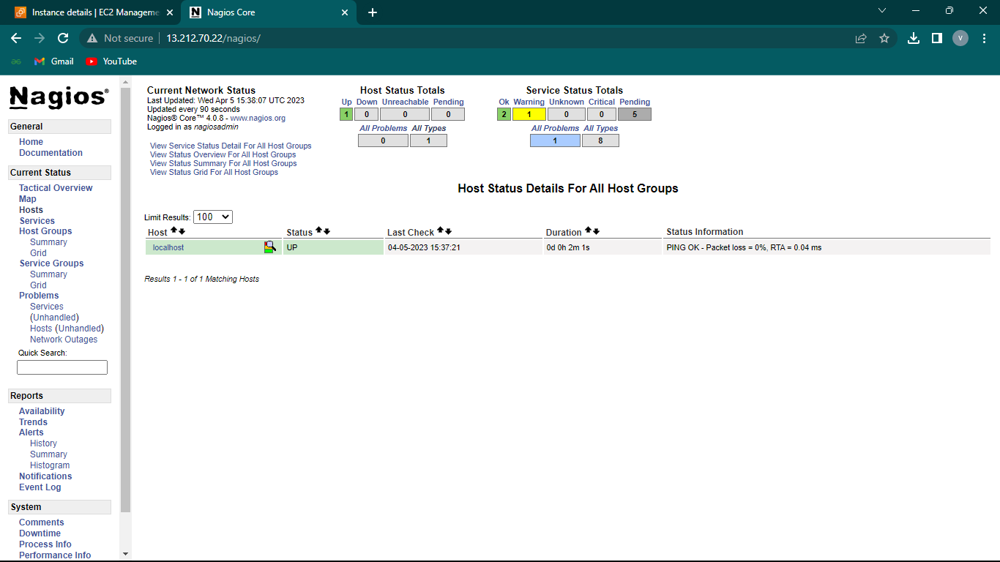 Instance details | EC2 Manageme
Nagios Core
Not secure
13.212.70.22/nagios/
V
Gmail
YouTube
Nagios®
General
Home
Documentation
Current Status
Tactical Overview
Map
Hosts
Services
Host Groups
Summary
Grid
Service Groups
Summary
Grid
Problems
Services
(Unhandled)
Hosts (Unhandled)
Network Outages
Quick Search:
Reports
Availability
Trends
Alerts
History
Summary
Histogram
Notifications
Event Log
System
Comments
Downtime
Process Info
Performance Info
Current Network Status
Last Updated: Wed Apr 5 15:38:07 UTC 2023
Updated every 90 seconds
Nagios® Core™ 4.0.8 - www.nagios.org
Logged in as nagiosadmin
View Service Status Detail For All Host Groups
View Status Overview For All Host Groups
View Status Summary For All Host Groups
View Status Grid For All Host Groups
Host Status Totals
Up Down Unreachable Pending
1 0 0 0
All Problems All Types
0 1
Service Status Totals
Ok Warning Unknown Critical Pending
2 1 0 0 5
All Problems All Types
1 8
Host Status Details For All Host Groups
Limit Results: 100
Host Status Last Check Duration Status Information
localhost UP 04-05-2023 15:37:21 0d 0h 2m 1s PING OK - Packet loss = 0%, RTA = 0.04 ms
Results 1 - 1 of 1 Matching Hosts